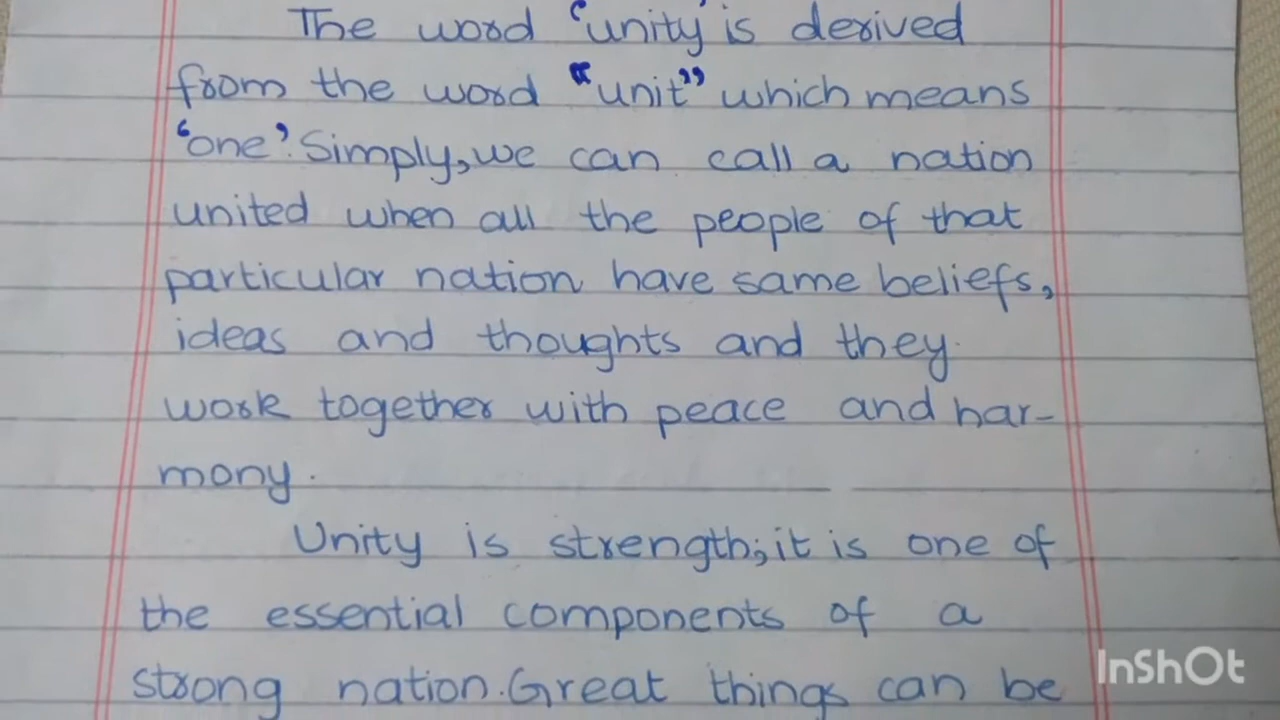 The word 'unity' is derived
from the word "unit" which means
'one'. Simply, we can call a nation
united when all the people of that
particular nation have same beliefs,
ideas and thoughts and they
work together with peace and har-
mony.
Unity is strength; it is one of
the essential components of a
strong nation. Great things can be
InShOt